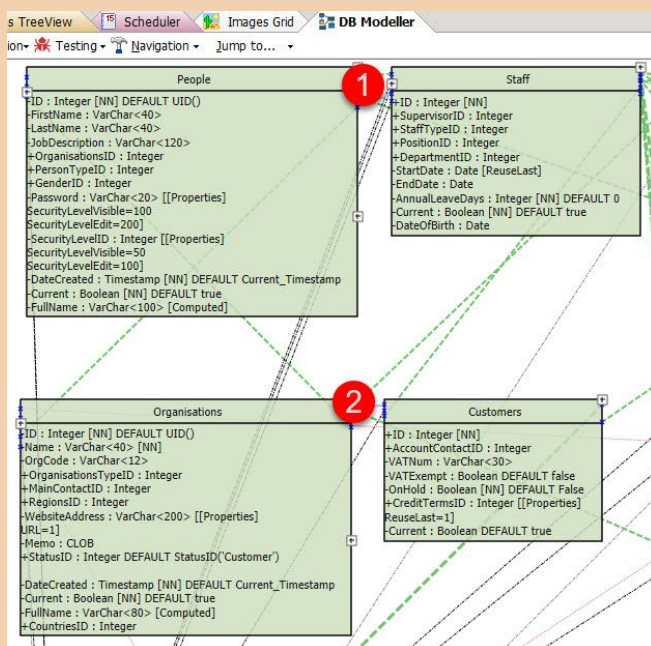 s TreeView
15 Scheduler
Images Grid
DB Modeller
ion
Testing
Navigation
Jump to...
People
-ID : Integer [NN] DEFAULT UID()
-FirstName : VarChar<40>
-LastName : VarChar<40>
-JobDescription : VarChar<120>
+OrganisationsID : Integer
+PersonTypeID : Integer
+GenderID : Integer
-Password : VarChar<20> [[Properties]
SecurityLevelVisible=100
SecurityLevelEdit=200]
-SecurityLevelID : Integer [[Properties]
SecurityLevelVisible=50
SecurityLevelEdit=100]
-DateCreated : Timestamp [NN] DEFAULT Current_Timestamp
-Current : Boolean [NN] DEFAULT true
-FullName : VarChar<100> [Computed]
1
Staff
+ID : Integer [NN]
+SupervisorID : Integer
+StaffTypeID : Integer
+PositionID : Integer
+DepartmentID : Integer
-StartDate : Date [ReuseLast]
-EndDate : Date
-AnnualLeaveDays : Integer [NN] DEFAULT 0
-Current : Boolean [NN] DEFAULT true
-DateOfBirth : Date
Organisations
-ID : Integer [NN] DEFAULT UID()
-Name : VarChar<40> [NN]
-OrgCode : VarChar<12>
+OrganisationsTypeID : Integer
+MainContactID : Integer
+RegionsID : Integer
-WebsiteAddress : VarChar<200> [[Properties]
URL=1]
-Memo : CLOB
+StatusID : Integer DEFAULT StatusID('Customer')
-DateCreated : Timestamp [NN] DEFAULT Current_Timestamp
-Current : Boolean [NN] DEFAULT true
-FullName : VarChar<80> [Computed]
+CountriesID : Integer
2
Customers
+ID : Integer [NN]
+AccountContactID : Integer
-VATNum : VarChar<30>
-VATExempt : Boolean DEFAULT false
-OnHold : Boolean [NN] DEFAULT False
+CreditTermsID : Integer [[Properties]
ReuseLast=1]
-Current : Boolean DEFAULT true